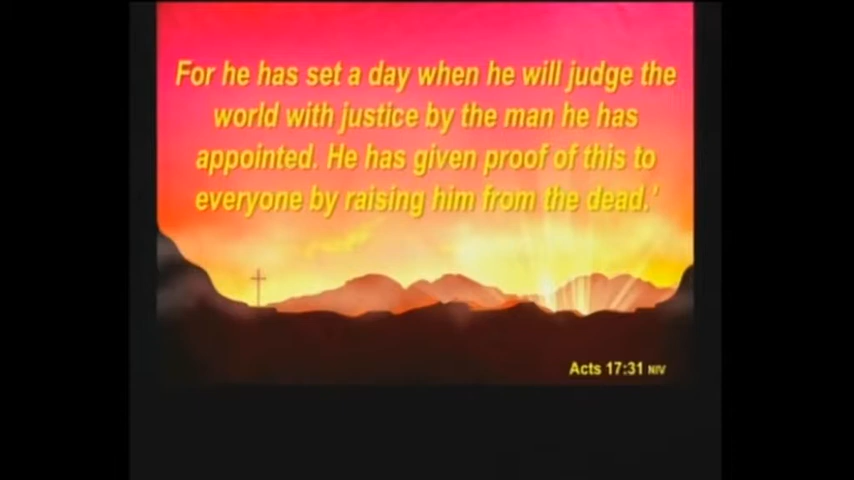 For he has set a day when he will judge the
world with justice by the man he has
appointed. He has given proof of this to
everyone by raising him from the dead.'
Acts 17:31 NIV